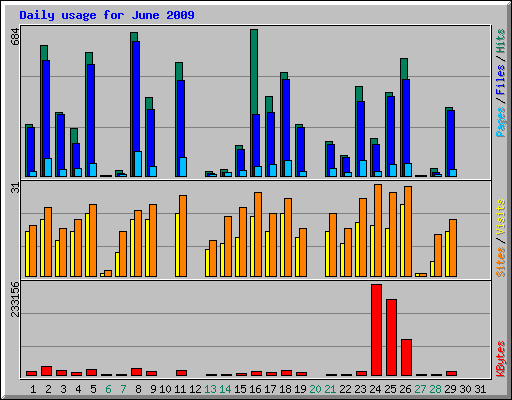 Daily usage for June 2009
684
Pages / Files / Hits
31
Sites / Visits
233156
KBytes
1 2 3 4 5 6 7 8 9 10 11 12 13 14 15 16 17 18 19 20 21 22 23 24 25 26 27 28 29 30 31